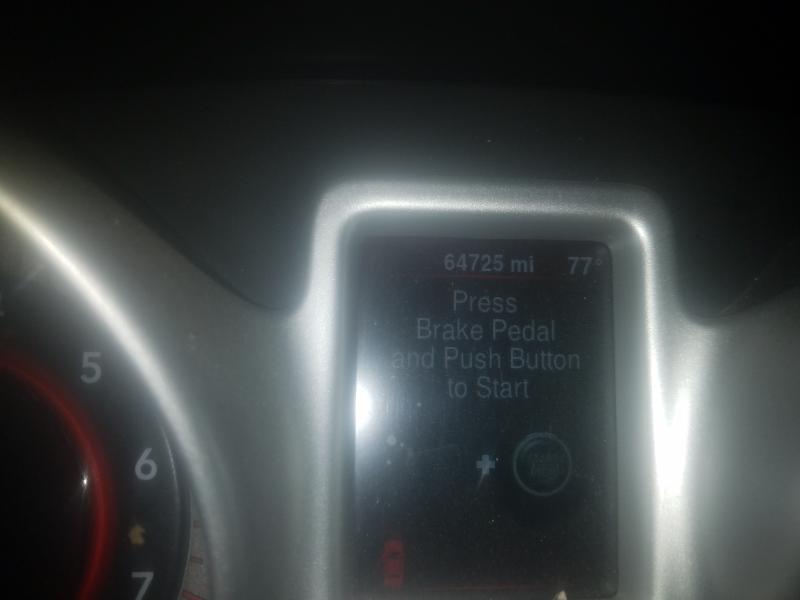 64725 mi 77°
Press
Brake Pedal
and Push Button
to Start
5
6
7